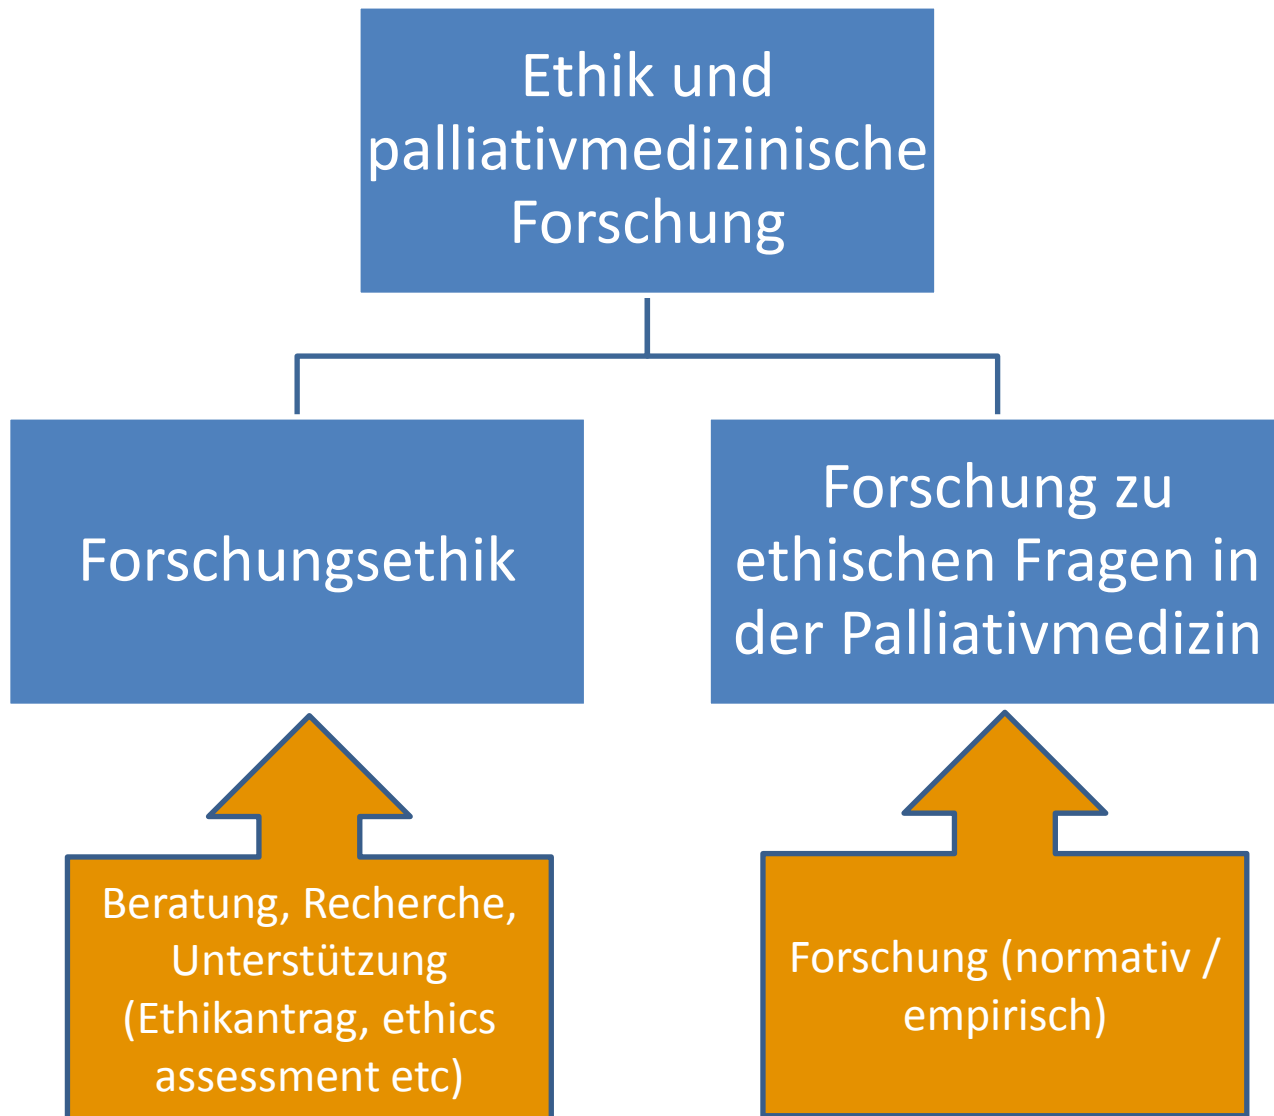 Ethik und
palliativmedizinische
Forschung
Forschungsethik
Forschung zu
ethischen Fragen in
der Palliativmedizin
Beratung, Recherche,
Unterstützung
(Ethikantrag, ethics
assessment etc)
Forschung (normativ /
empirisch)